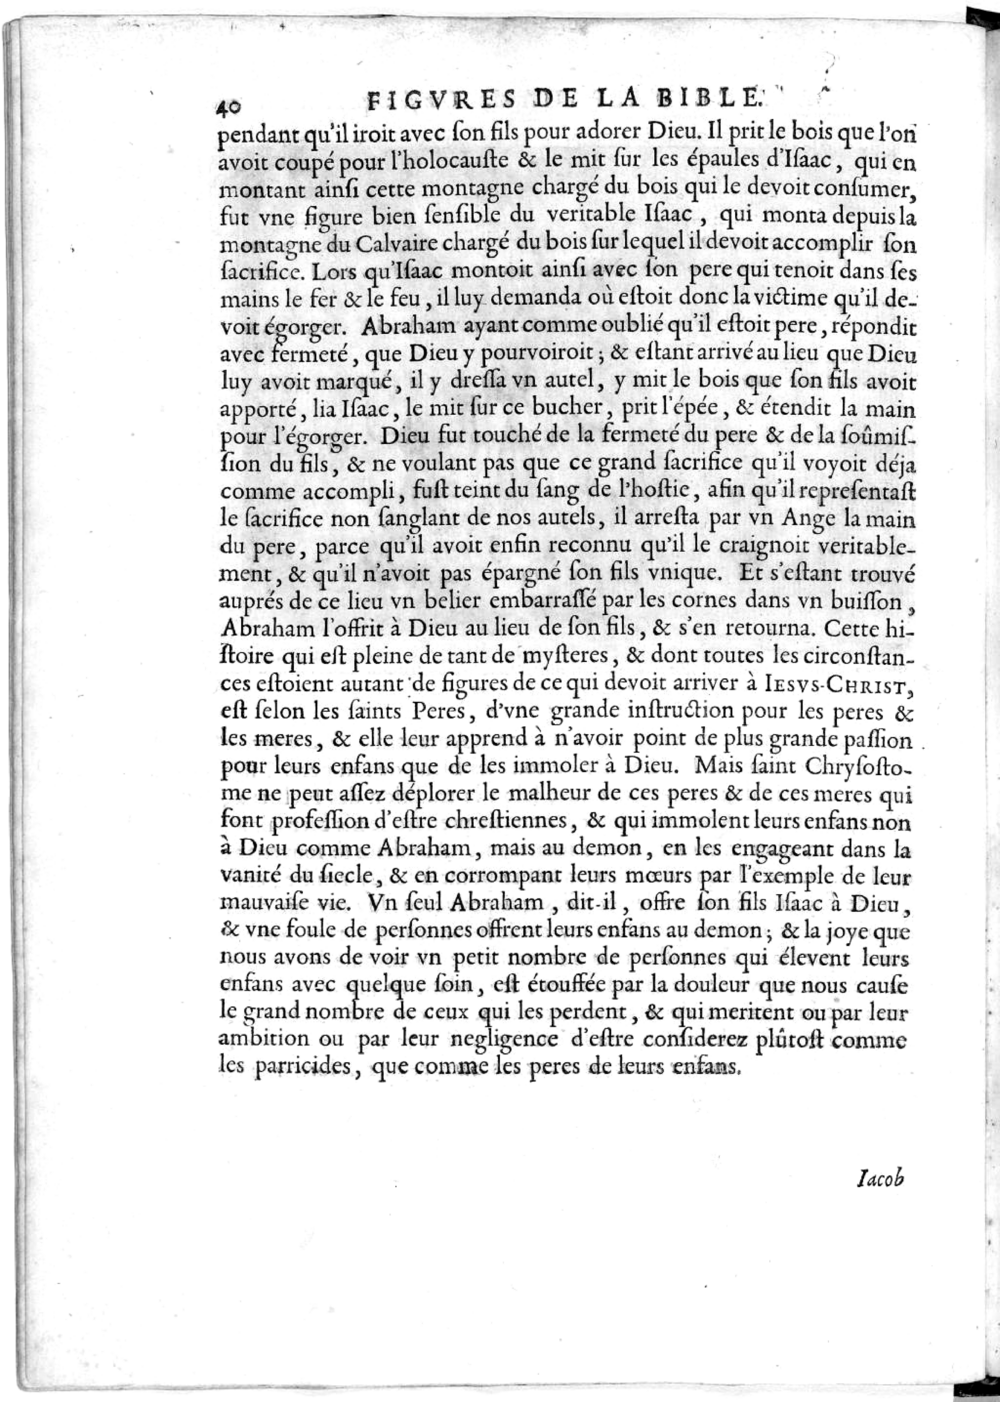 40 FIGVRES DE LA BIBLE.
pendant qu'il iroit avec ſon fils pour adorer Dieu. Il prit le bois que l'on
avoit coupé pour l'holocauſte & le mit ſur les épaules d'Iſaac, qui en
montant ainſi cette montagne chargé du bois qui le devoit conſumer,
fut vne figure bien ſenſible du veritable Iſaac, qui monta depuis la
montagne du Calvaire chargé du bois ſur lequel il devoit accomplir ſon
ſacrifice. Lors qu'Iſaac montoit ainſi avec ſon pere qui tenoit dans ſes
mains le fer & le feu, il luy demanda où eſtoit donc la victime qu'il de-
voit égorger. Abraham ayant comme oublié qu'il eſtoit pere, répondit
avec fermeté, que Dieu y pourvoiroit; & eſtant arrivé au lieu que Dieu
luy avoit marqué, il y dreſſa vn autel, y mit le bois que ſon fils avoit
apporté, lia Iſaac, le mit ſur ce bucher, prit l'épée, & étendit la main
pour l'égorger. Dieu fut touché de la fermeté du pere & de la ſoûmiſ-
ſion du fils, & ne voulant pas que ce grand ſacrifice qu'il voyoit déja
comme accompli, fuſt teint du ſang de l'hoſtie, afin qu'il repreſentaſt
le ſacrifice non ſanglant de nos autels, il arreſta par vn Ange la main
du pere, parce qu'il avoit enfin reconnu qu'il le craignoit veritable-
ment, & qu'il n'avoit pas épargné ſon fils vnique. Et s'eſtant trouvé
auprés de ce lieu vn belier embarraſſé par les cornes dans vn buiſſon,
Abraham l'offrit à Dieu au lieu de ſon fils, & s'en retourna. Cette hi-
ſtoire qui eſt pleine de tant de myſteres, & dont toutes les circonſtan-
ces eſtoient autant de figures de ce qui devoit arriver à IESVS-CHRIST,
eſt ſelon les ſaints Peres, d'vne grande inſtruction pour les peres &
les meres, & elle leur apprend à n'avoir point de plus grande paſſion
pour leurs enfans que de les immoler à Dieu. Mais ſaint Chryſoſto-
me ne peut aſſez déplorer le malheur de ces peres & de ces meres qui
font profeſſion d'eſtre chreſtiennes, & qui immolent leurs enfans non
à Dieu comme Abraham, mais au demon, en les engageant dans la
vanité du ſiecle, & en corrompant leurs mœurs par l'exemple de leur
mauvaiſe vie. Vn ſeul Abraham, dit-il, offre ſon fils Iſaac à Dieu,
& vne foule de perſonnes offrent leurs enfans au demon; & la joye que
nous avons de voir vn petit nombre de perſonnes qui élevent leurs
enfans avec quelque ſoin, eſt étouffée par la douleur que nous cauſe
le grand nombre de ceux qui les perdent, & qui meritent ou par leur
ambition ou par leur negligence d'eſtre conſiderez plûtoſt comme
les parricides, que comme les peres de leurs enfans.
Iacob